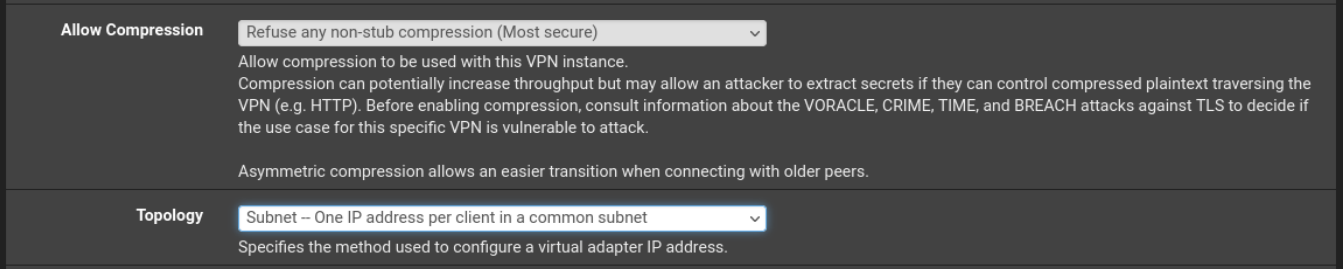 Allow Compression
Refuse any non-stub compression (Most secure)
Allow compression to be used with this VPN instance.
Compression can potentially increase throughput but may allow an attacker to extract secrets if they can control compressed plaintext traversing the
VPN (e.g. HTTP). Before enabling compression, consult information about the VORACLE, CRIME, TIME, and BREACH attacks against TLS to decide if
the use case for this specific VPN is vulnerable to attack.
Asymmetric compression allows an easier transition when connecting with older peers.
Topology
Subnet -- One IP address per client in a common subnet
Specifies the method used to configure a virtual adapter IP address.